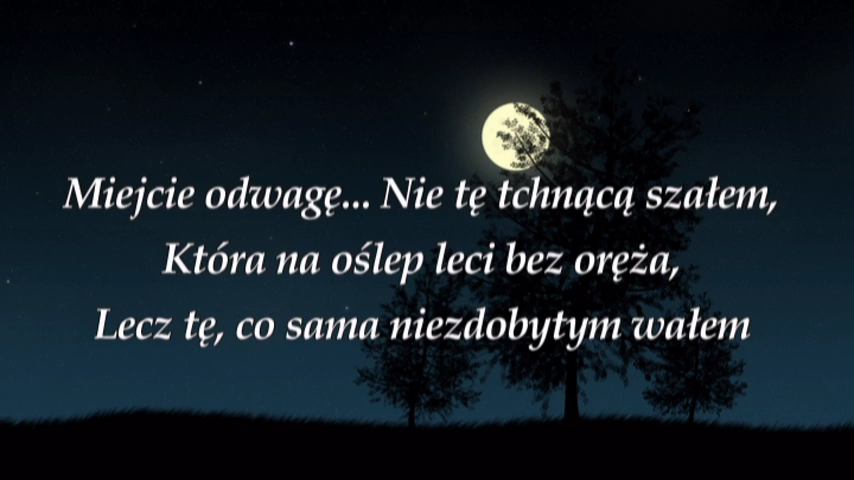 Miejcie odwagę... Nie tę tchnącą szałem,
Która na oślep leci bez oręża,
Lecz tę, co sama niezdobytym wałem